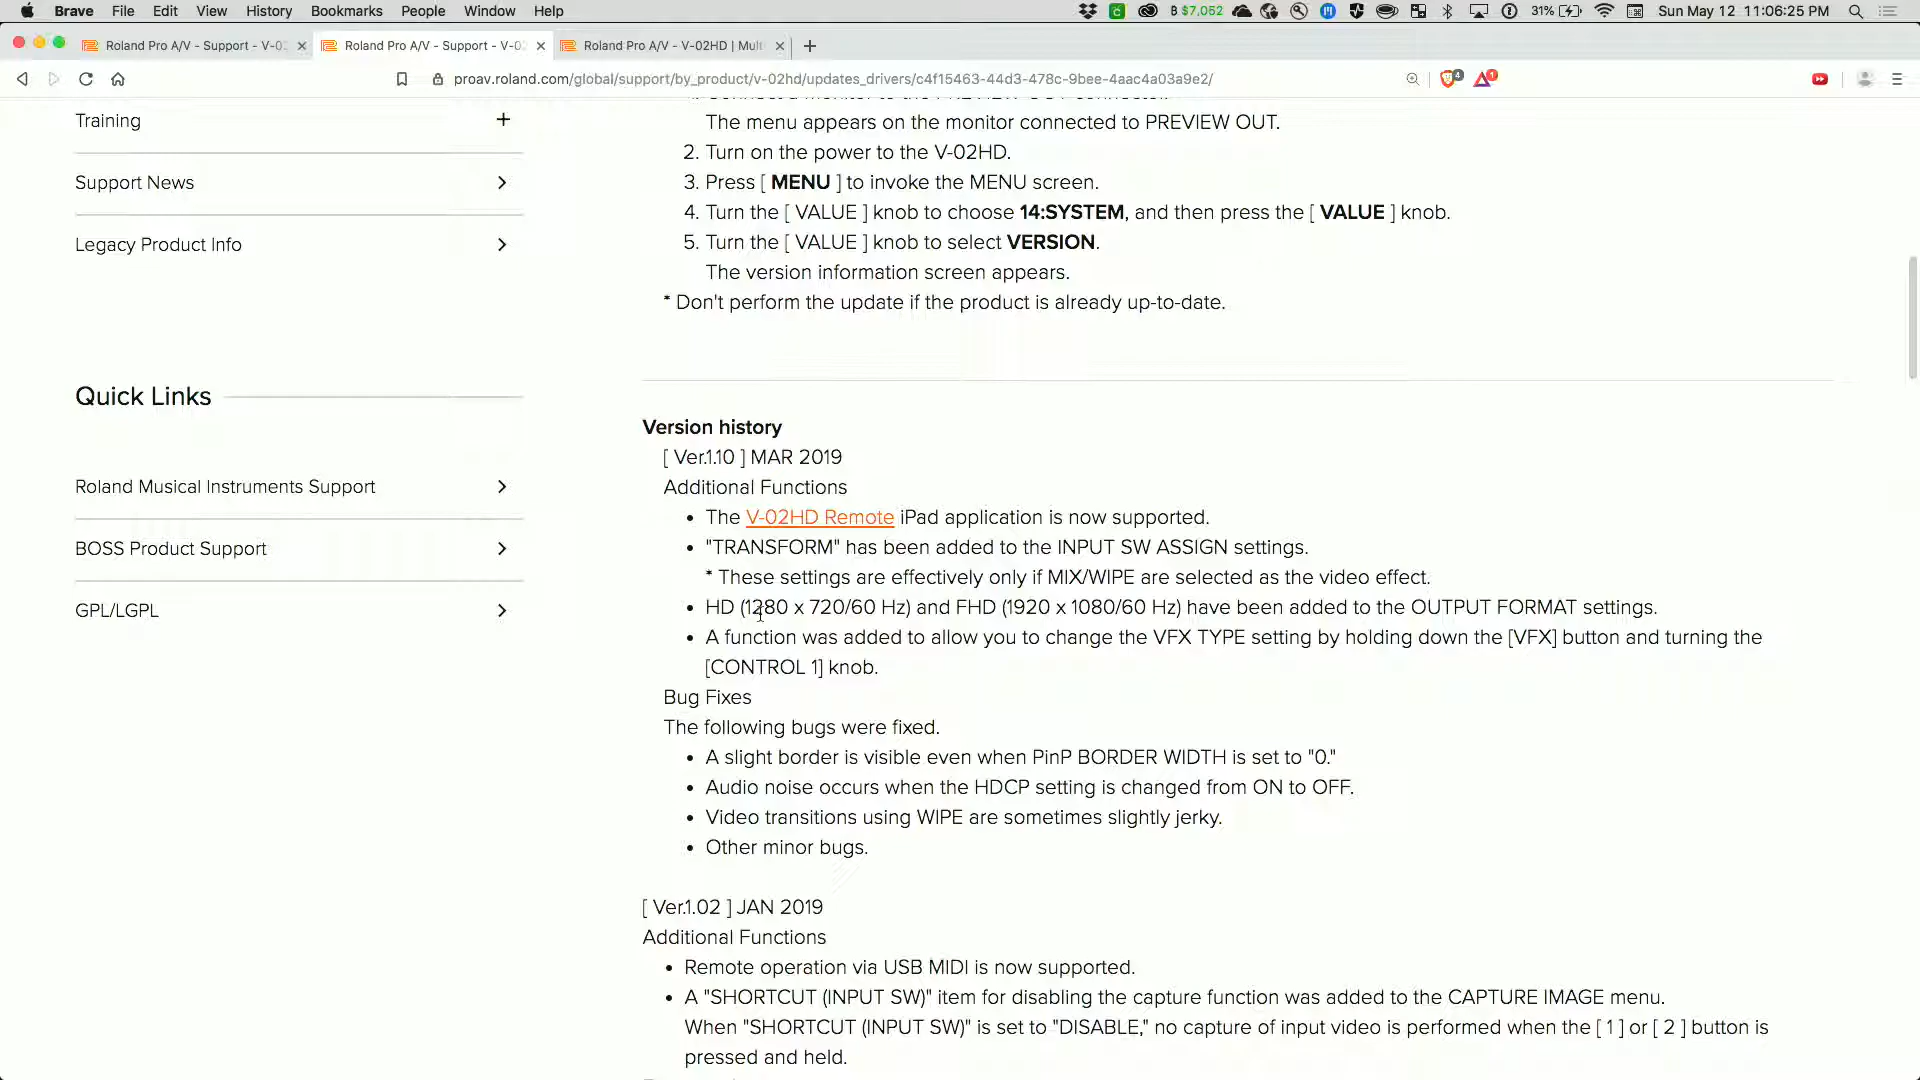 Brave File Edit View History Bookmarks People Window Help
$7,052 31% Sun May 12 11:06:25 PM
Roland Pro A/V - Support - V-0
Roland Pro A/V - Support - V-0
Roland Pro A/V - V-02HD | Mul
proav.roland.com/global/support/by_product/v-02hd/updates_drivers/c4f15463-44d3-478c-9bee-4aac4a03a9e2/
4
1
Training
Support News
Legacy Product Info
Quick Links
Roland Musical Instruments Support
BOSS Product Support
GPL/LGPL
1. Connect a monitor to the PREVIEW OUT connector.
The menu appears on the monitor connected to PREVIEW OUT.
2. Turn on the power to the V-02HD.
3. Press [ MENU ] to invoke the MENU screen.
4. Turn the [ VALUE ] knob to choose 14:SYSTEM, and then press the [ VALUE ] knob.
5. Turn the [ VALUE ] knob to select VERSION.
The version information screen appears.
* Don't perform the update if the product is already up-to-date.
Version history
[ Ver.1.10 ] MAR 2019
Additional Functions
• The V-02HD Remote iPad application is now supported.
• "TRANSFORM" has been added to the INPUT SW ASSIGN settings.
* These settings are effectively only if MIX/WIPE are selected as the video effect.
• HD (1280 x 720/60 Hz) and FHD (1920 x 1080/60 Hz) have been added to the OUTPUT FORMAT settings.
• A function was added to allow you to change the VFX TYPE setting by holding down the [VFX] button and turning the
[CONTROL 1] knob.
Bug Fixes
The following bugs were fixed.
• A slight border is visible even when PinP BORDER WIDTH is set to "0."
• Audio noise occurs when the HDCP setting is changed from ON to OFF.
• Video transitions using WIPE are sometimes slightly jerky.
• Other minor bugs.
[ Ver.1.02 ] JAN 2019
Additional Functions
• Remote operation via USB MIDI is now supported.
• A "SHORTCUT (INPUT SW)" item for disabling the capture function was added to the CAPTURE IMAGE menu.
When "SHORTCUT (INPUT SW)" is set to "DISABLE," no capture of input video is performed when the [ 1 ] or [ 2 ] button is
pressed and held.